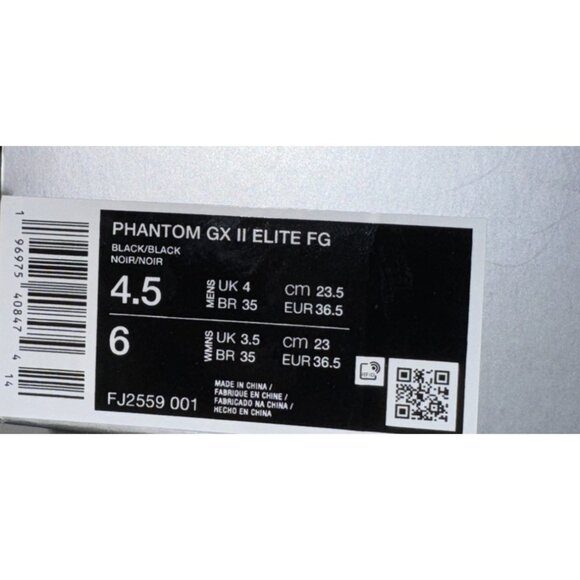 PHANTOM GX II ELITE FG
BLACK/BLACK
NOIR/NOIR
4.5 MENS UK 4 cm 23.5
BR 35 EUR 36.5
6 WMNS UK 3.5 cm 23
BR 35 EUR 36.5
FJ2559 001
MADE IN CHINA /
FABRIQUE EN CHINE /
FABRICADO NA CHINA /
HECHO EN CHINA
1 96975 40847 4 14